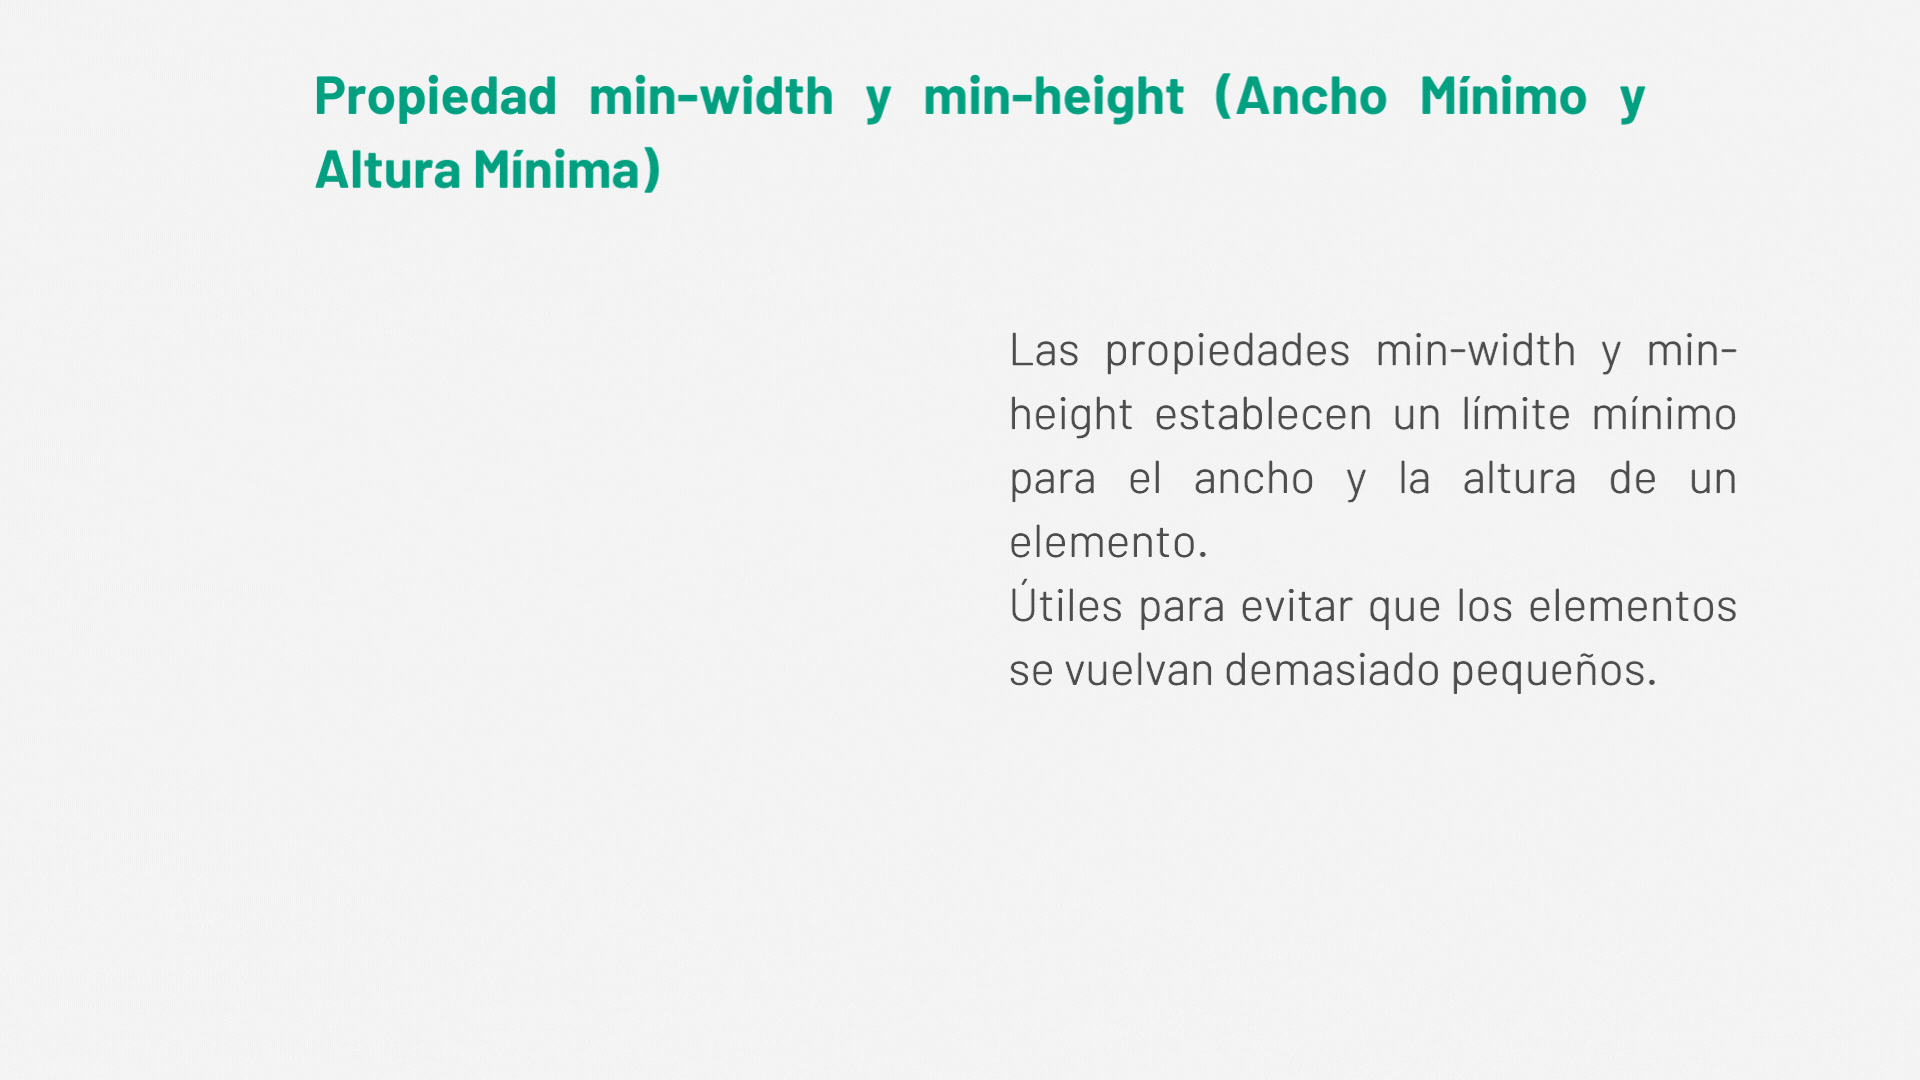 Propiedad min-width y min-height (Ancho Mínimo y
Altura Mínima)
Las propiedades min-width y min-
height establecen un límite mínimo
para el ancho y la altura de un
elemento.
Útiles para evitar que los elementos
se vuelvan demasiado pequeños.